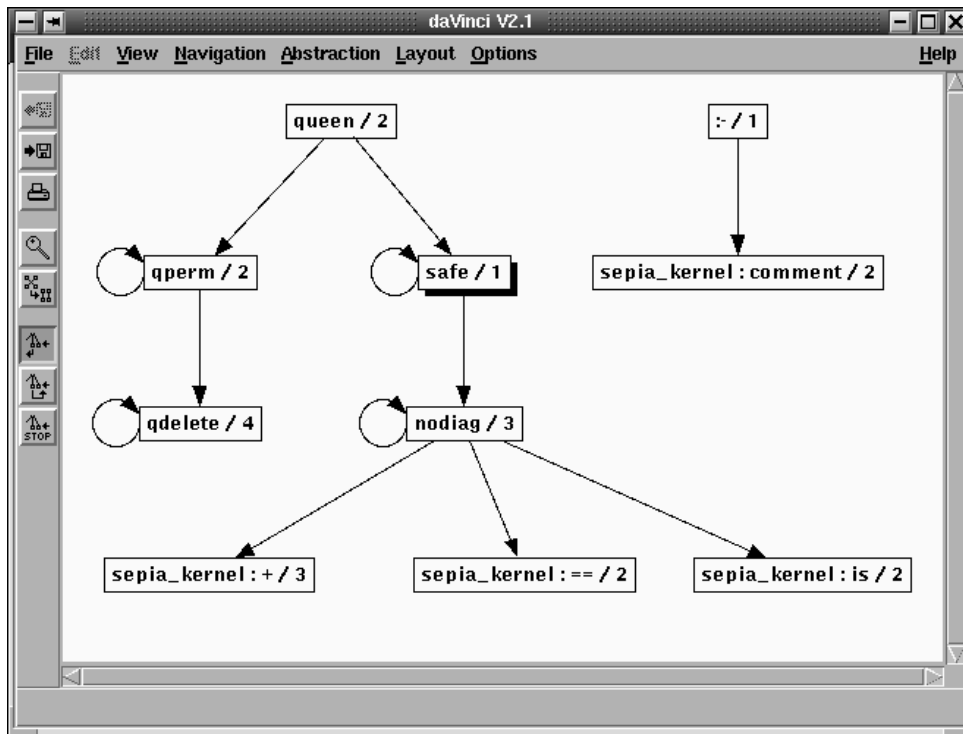 daVinci V2.1
File Edit View Navigation Abstraction Layout Options Help
queen / 2
:- / 1
qperm / 2
safe / 1
sepia_kernel : comment / 2
qdelete / 4
nodiag / 3
sepia_kernel : + / 3
sepia_kernel : == / 2
sepia_kernel : is / 2
STOP